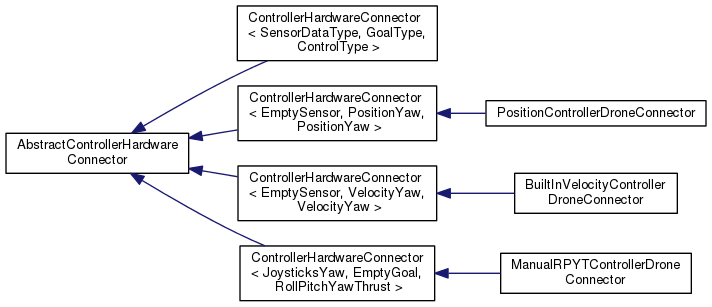 ControllerHardwareConnector
< SensorDataType, GoalType,
ControlType >
ControllerHardwareConnector
< EmptySensor, PositionYaw,
PositionYaw >
PositionControllerDroneConnector
AbstractControllerHardware
Connector
ControllerHardwareConnector
< EmptySensor, VelocityYaw,
VelocityYaw >
BuiltInVelocityController
DroneConnector
ControllerHardwareConnector
< JoysticksYaw, EmptyGoal,
RollPitchYawThrust >
ManualRPYTControllerDrone
Connector